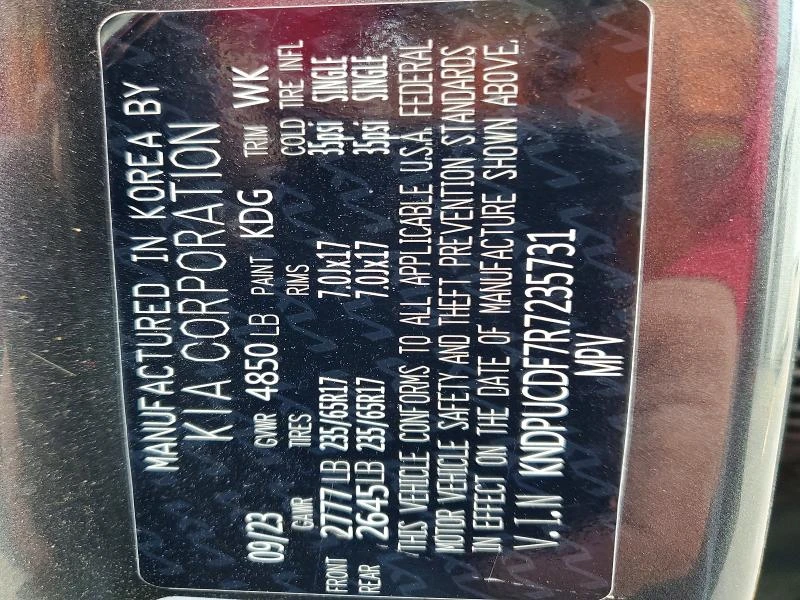 MANUFACTURED IN KOREA BY
KIA CORPORATION
09/23 GVWR 4850 LB PAINT KDG TRIM WK
GAWR TIRES RIMS COLD TIRE INFL
FRONT 2777 LB 235/65R17 7.0Jx17 35psi SINGLE
REAR 2645 LB 235/65R17 7.0Jx17 35psi SINGLE
THIS VEHICLE CONFORMS TO ALL APPLICABLE U.S.A. FEDERAL
MOTOR VEHICLE SAFETY AND THEFT PREVENTION STANDARDS
IN EFFECT ON THE DATE OF MANUFACTURE SHOWN ABOVE.
V.I.N KNDPUCDF7R7235731
MPV